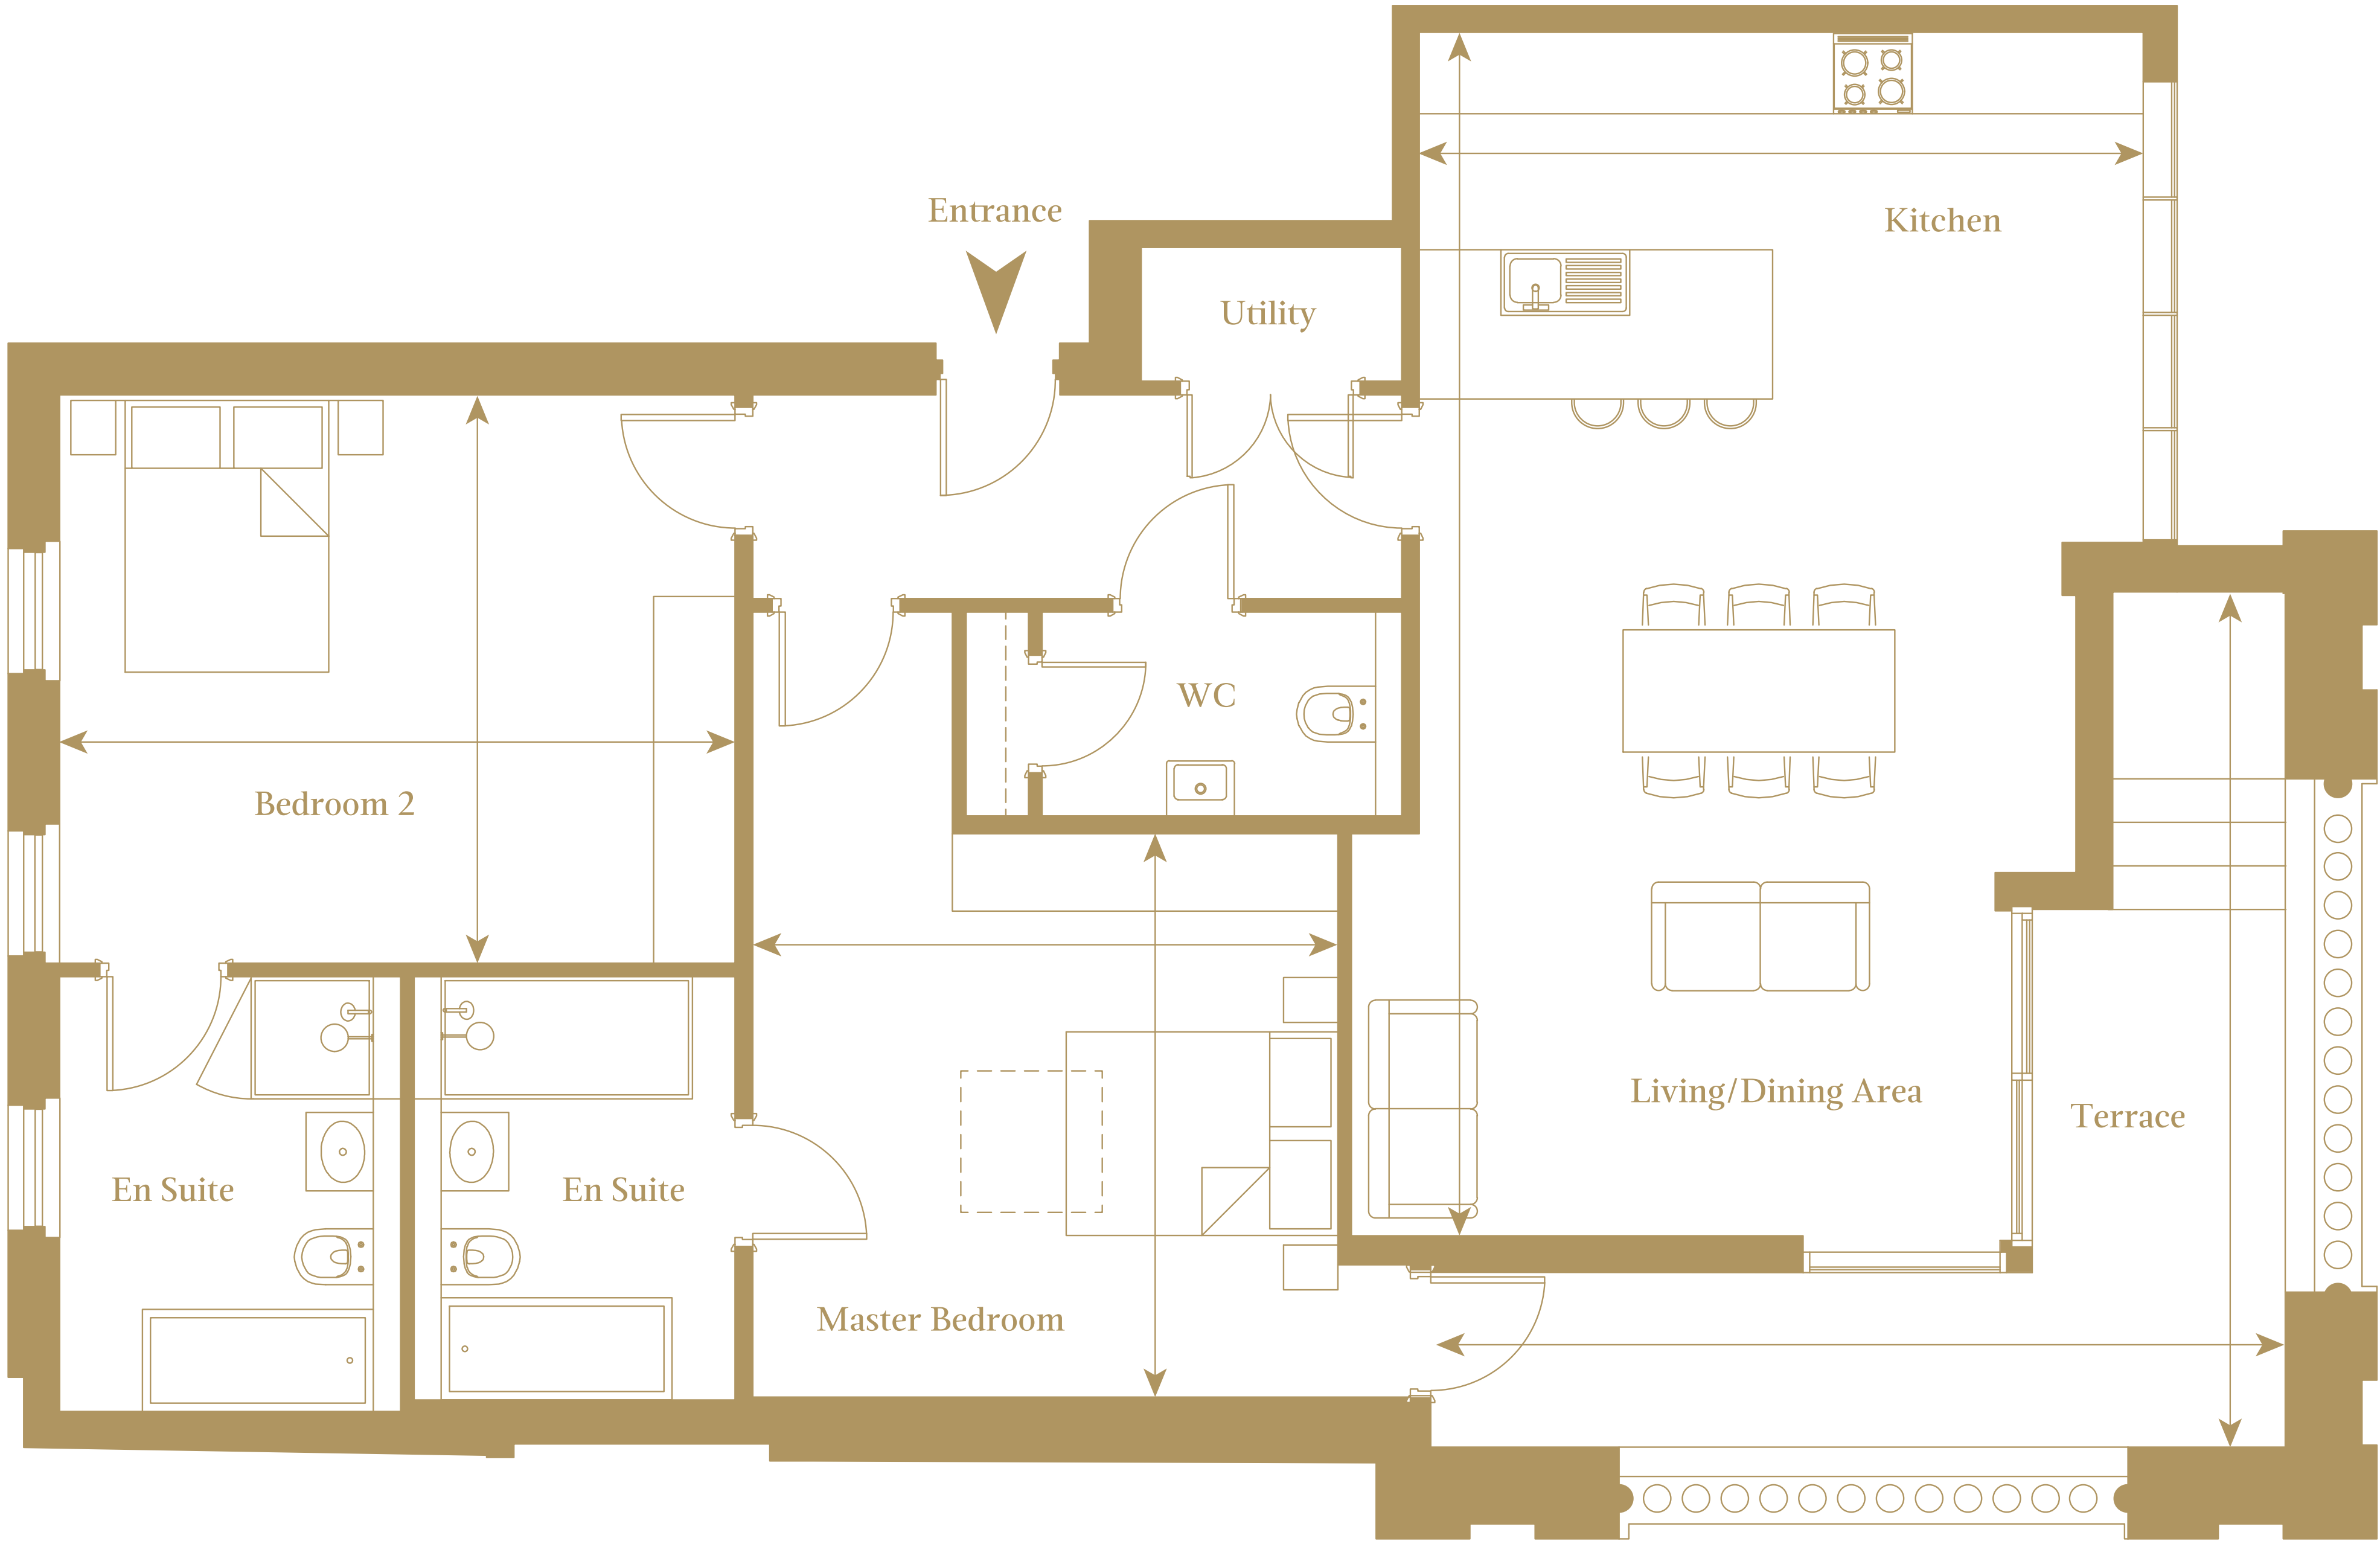 Entrance
Kitchen
Utility
WC
Bedroom 2
Living/Dining Area
Terrace
En Suite
En Suite
Master Bedroom